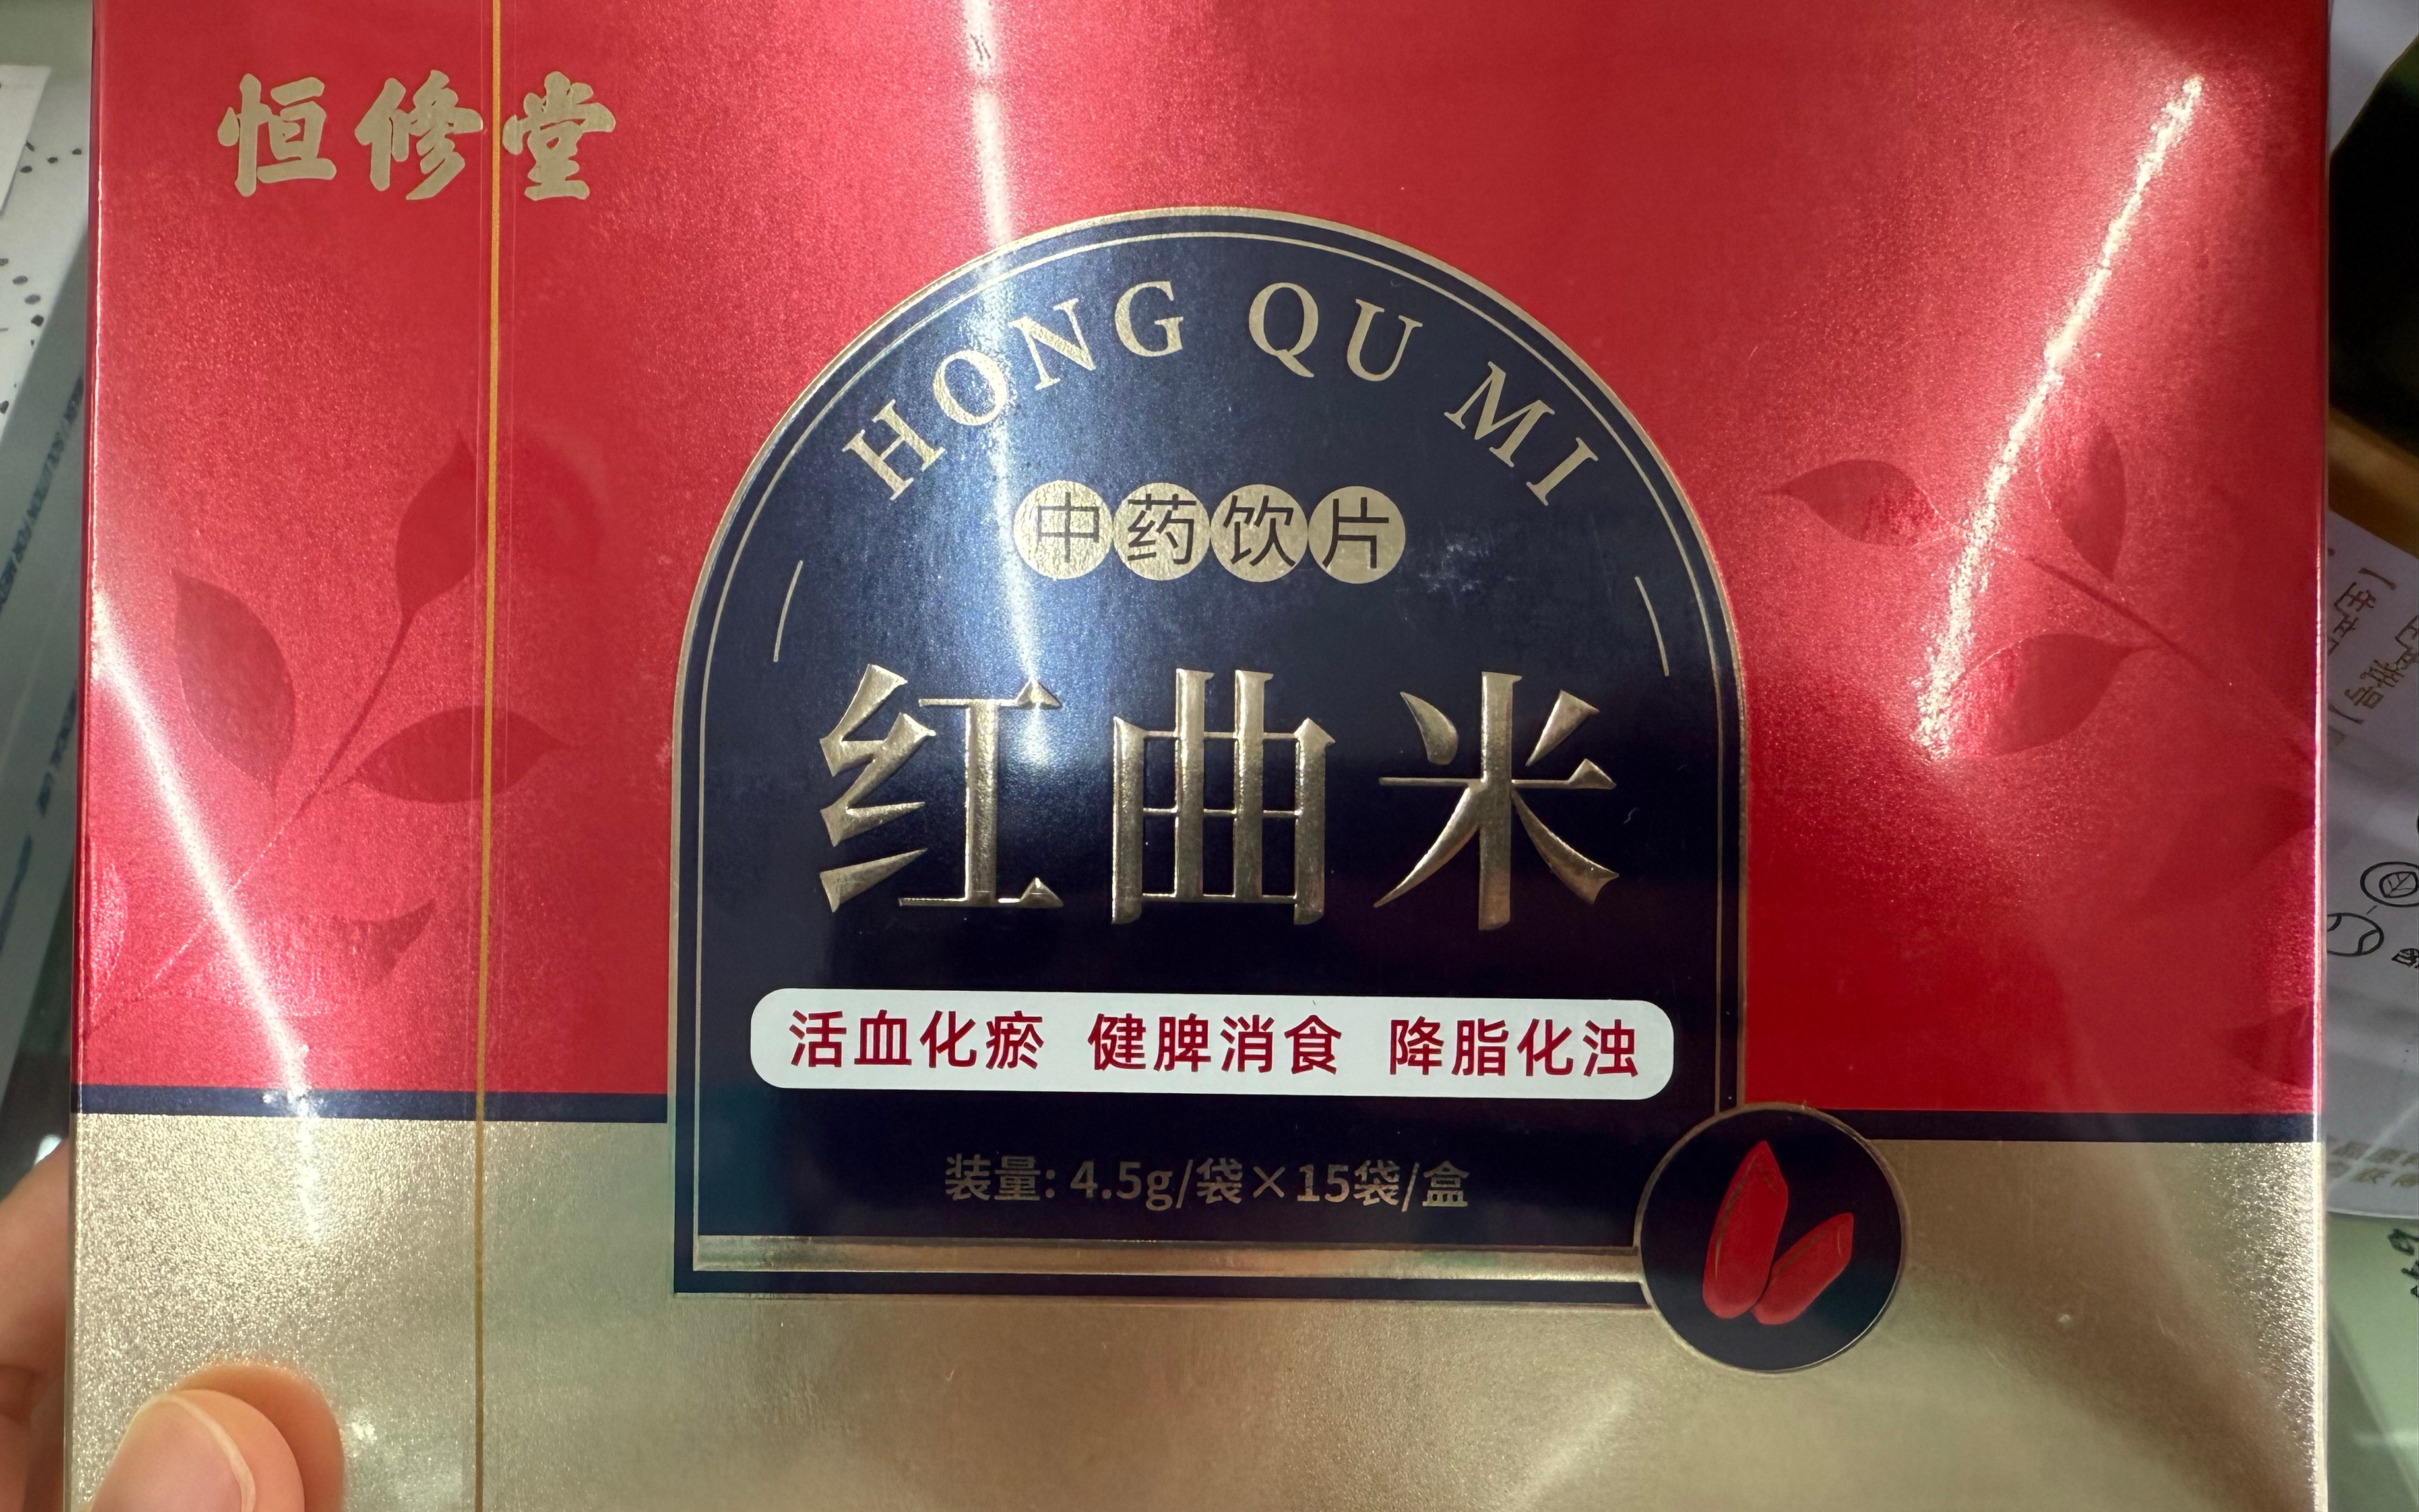 恒修堂
HONG QU MI
中药饮片
红曲米
活血化瘀 健脾消食 降脂化浊
装量: 4.5g/袋×15袋/盒